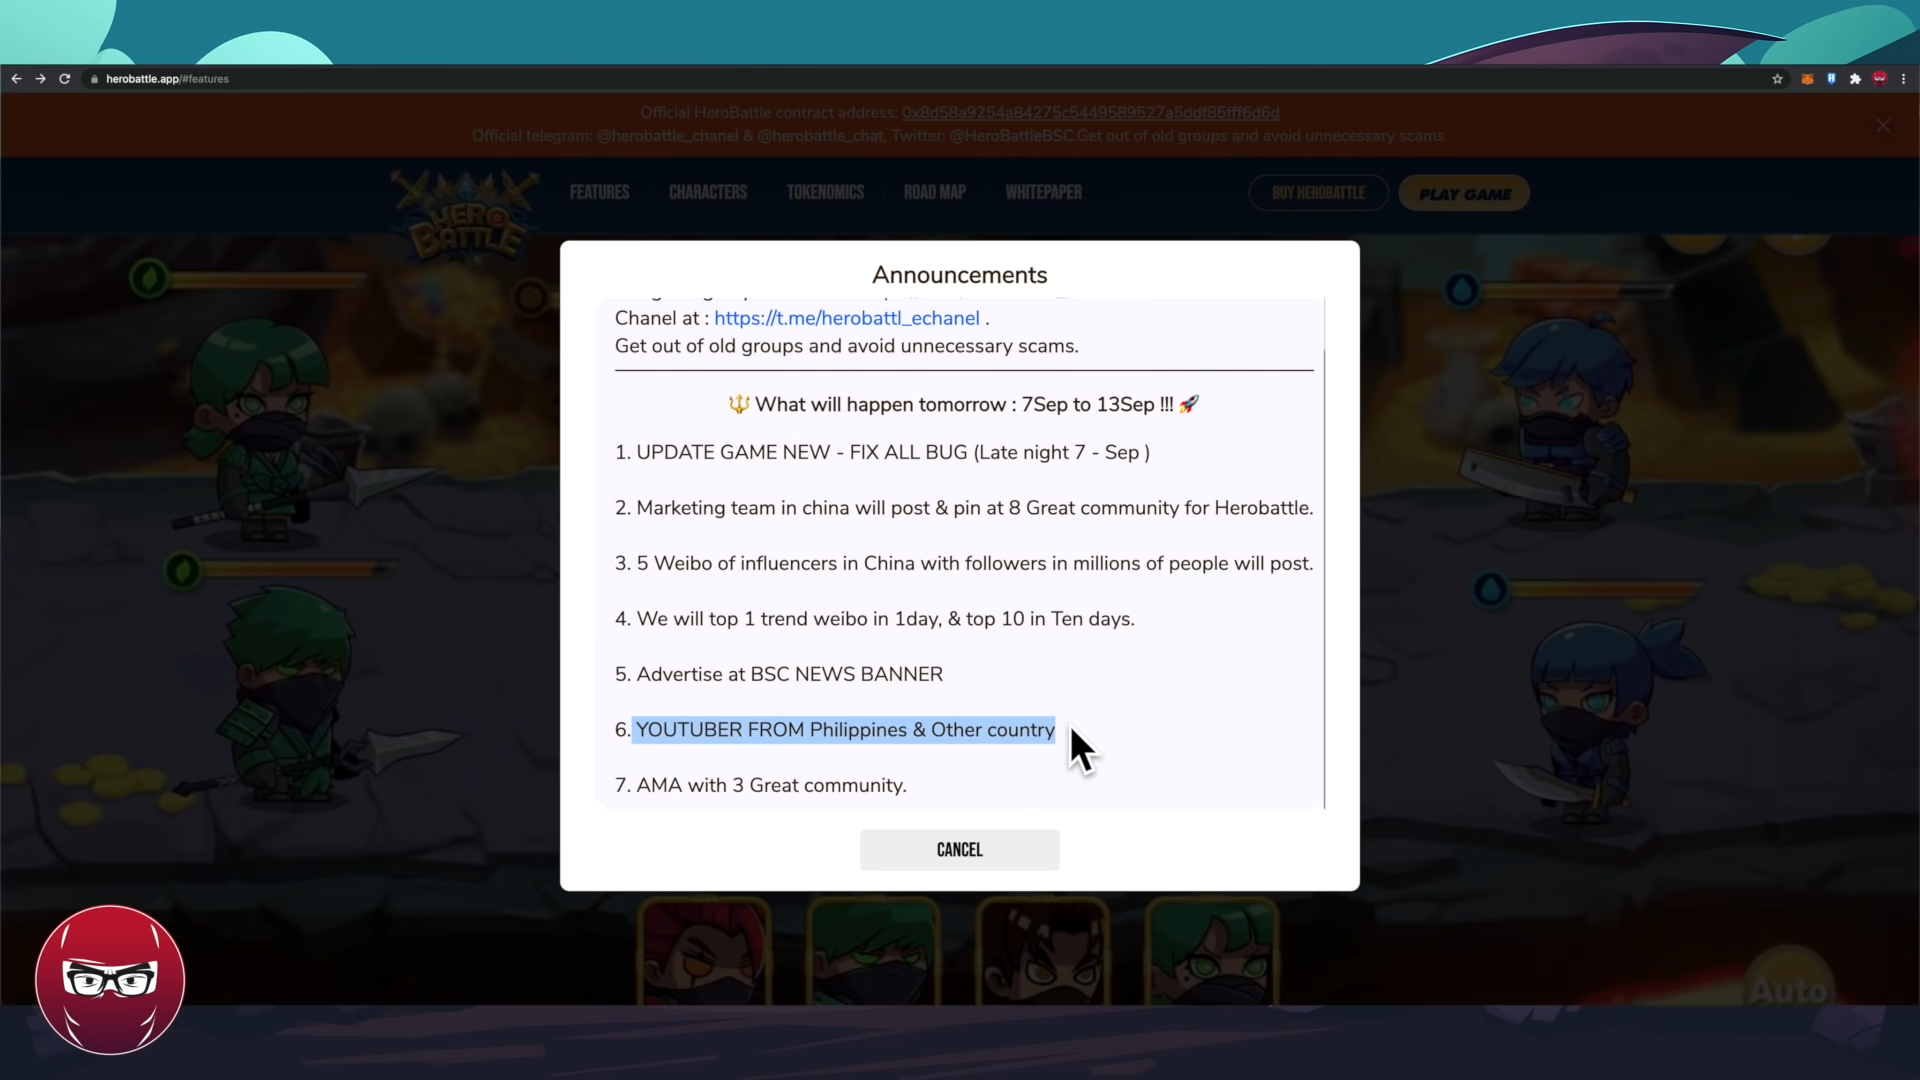 herobattle.app/#features
Official HeroBattle contract address: 0x8d58a9254a84275c5449589527a5ddf85fff6d6d
Official telegram: @herobattle_chanel & @herobattle_chat, Twitter: @HeroBattleBSC.Get out of old groups and avoid unnecessary scams.
HERO BATTLE
FEATURES CHARACTERS TOKENOMICS ROAD MAP WHITEPAPER BUY HEROBATTLE PLAY GAME
Announcements
Chanel at : https://t.me/herobattl_echanel .
Get out of old groups and avoid unnecessary scams.
🔱 What will happen tomorrow : 7Sep to 13Sep !!! 🚀
1. UPDATE GAME NEW - FIX ALL BUG (Late night 7 - Sep )
2. Marketing team in china will post & pin at 8 Great community for Herobattle.
3. 5 Weibo of influencers in China with followers in millions of people will post.
4. We will top 1 trend weibo in 1day, & top 10 in Ten days.
5. Advertise at BSC NEWS BANNER
6. YOUTUBER FROM Philippines & Other country
7. AMA with 3 Great community.
CANCEL
Auto